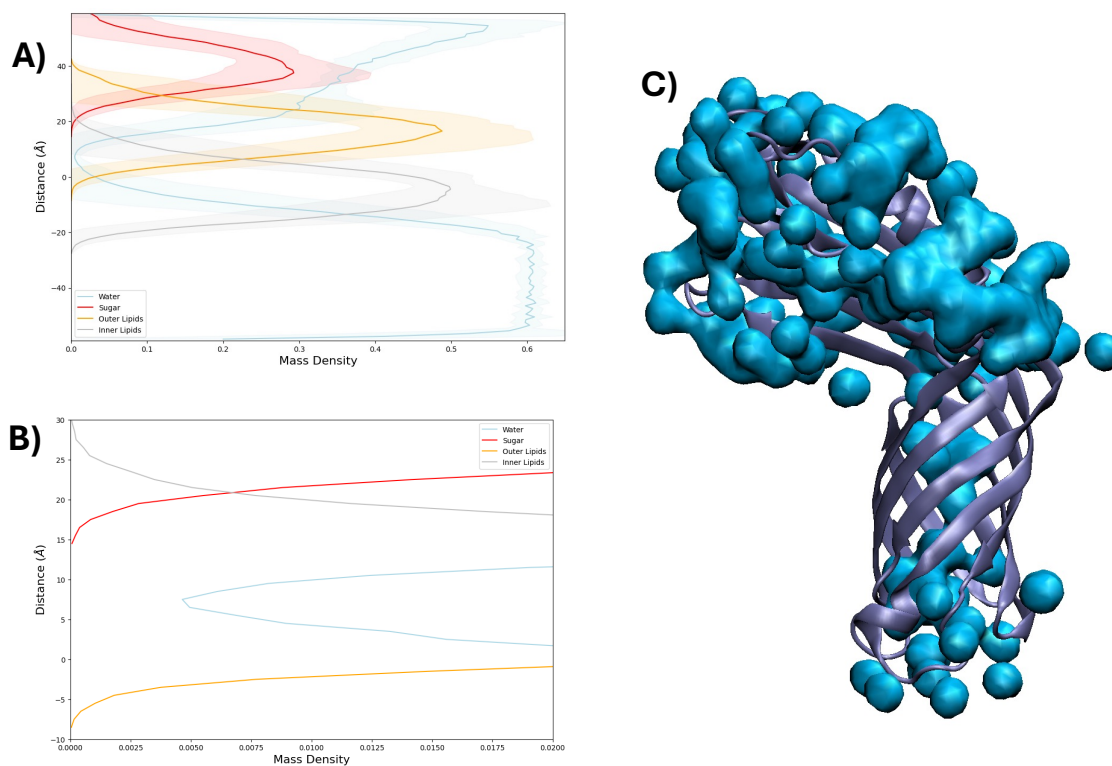 A)
40
20
0
−20
−40
Distance (Å)
Water
Sugar
Outer Lipids
Inner Lipids
0.0 0.1 0.2 0.3 0.4 0.5 0.6
Mass Density
B)
30
25
20
15
10
5
0
−5
−10
Distance (Å)
Water
Sugar
Outer Lipids
Inner Lipids
0.0000 0.0025 0.0050 0.0075 0.0100 0.0125 0.0150 0.0175 0.0200
Mass Density
C)